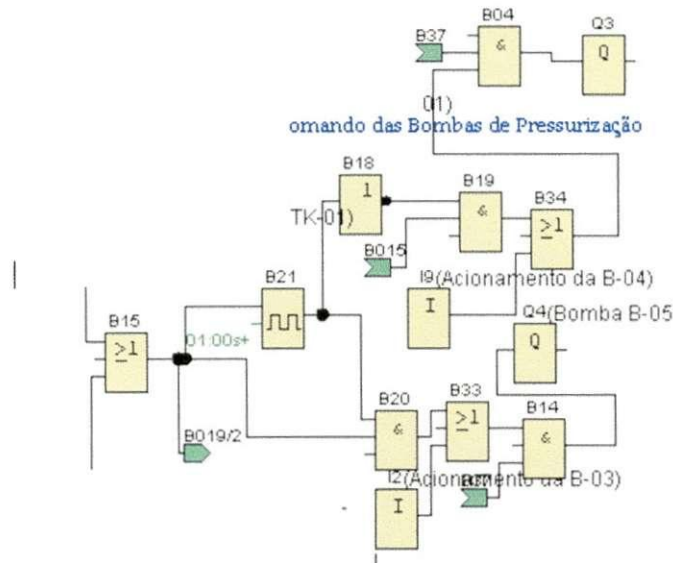 B04
Q3
B37
&
Q
01)
omando das Bombas de Pressurização
B18
1
B19
&
B34
≥1
TK-01)
B015
B21
I9(Acionamento da B-04)
I
Q4(Bomba B-05
Q
B15
≥1
01:00s+
B20
&
B33
≥1
B14
&
B019/2
I2(Acionamento da B-03)
B37
I